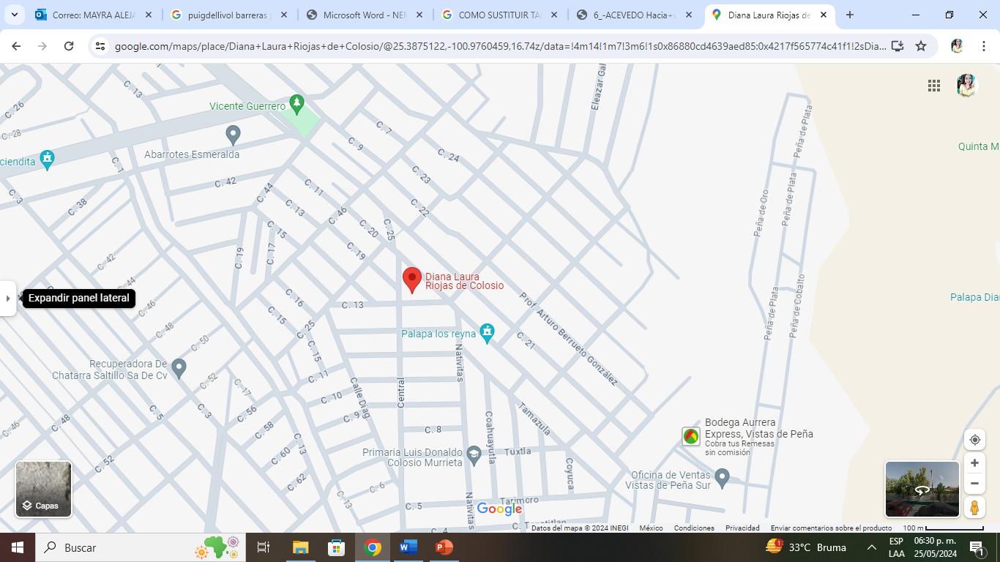 Correo: MAYRA ALEJA
puigdellivol barreras p
Microsoft Word - NEM
COMO SUSTITUIR TA
6_-ACEVEDO Hacia+u
Diana Laura Riojas de
google.com/maps/place/Diana+Laura+Riojas+de+Colosio/@25.3875122,-100.9760459,16.74z/data=!4m14!1m7!3m6!1s0x86880cd4639aed85:0x4217f565774c41f1!2sDia...
C. 13
C. 26
C. 28
Vicente Guerrero
Eleazar Gal
Peña de Plata
Abarrotes Esmeralda
ciendita
C. 1
C. 7
C. 9
C. 24
Quinta M
C. 42
C. 23
C. 3
C. 38
C. 44
C. 11
C. 13
C. 46
C. 22
Peña de Oro
Peña de Plata
C. 15
C. 20
C. 25
C. 19
C. 17
C. 19
C. 42
Diana Laura
Riojas de Colosio
C. 44
Expandir panel lateral
C. 46
C. 16
C. 13
Prof. Arturo Berrueto González
Peña de Plata
Peña de Cobalto
Palapa Dia
C. 48
C. 15
C. 25
Palapa los reyna
C. 21
C. 50
C. 15
Nativitas
Recuperadora De
Chatarra Saltillo Sa De Cv
C. 52
C. 17
C. 11
Calle Diag
Central
C. 10
C. 56
C. 3
C. 5
C. 9
C. 58
C. 46
C. 48
C. 8
Coahuayutla
Tamazula
Bodega Aurrera
Express, Vistas de Peña
Cobra tus Remesas
sin comisión
C. 60
C. 13
Primaria Luis Donaldo
Colosio Murrieta
Tuxtla
Coyuca
C. 52
C. 62
C. 6
Oficina de Ventas
Vistas de Peña Sur
C. 13
C. 5
Nativitas
Tarimoro
Capas
Google
C. 4
Datos del mapa © 2024 INEGI
México
Condiciones
Privacidad
Enviar comentarios sobre el producto
100 m
Buscar
33°C Bruma
ESP
LAA
06:30 p. m.
25/05/2024
1
1